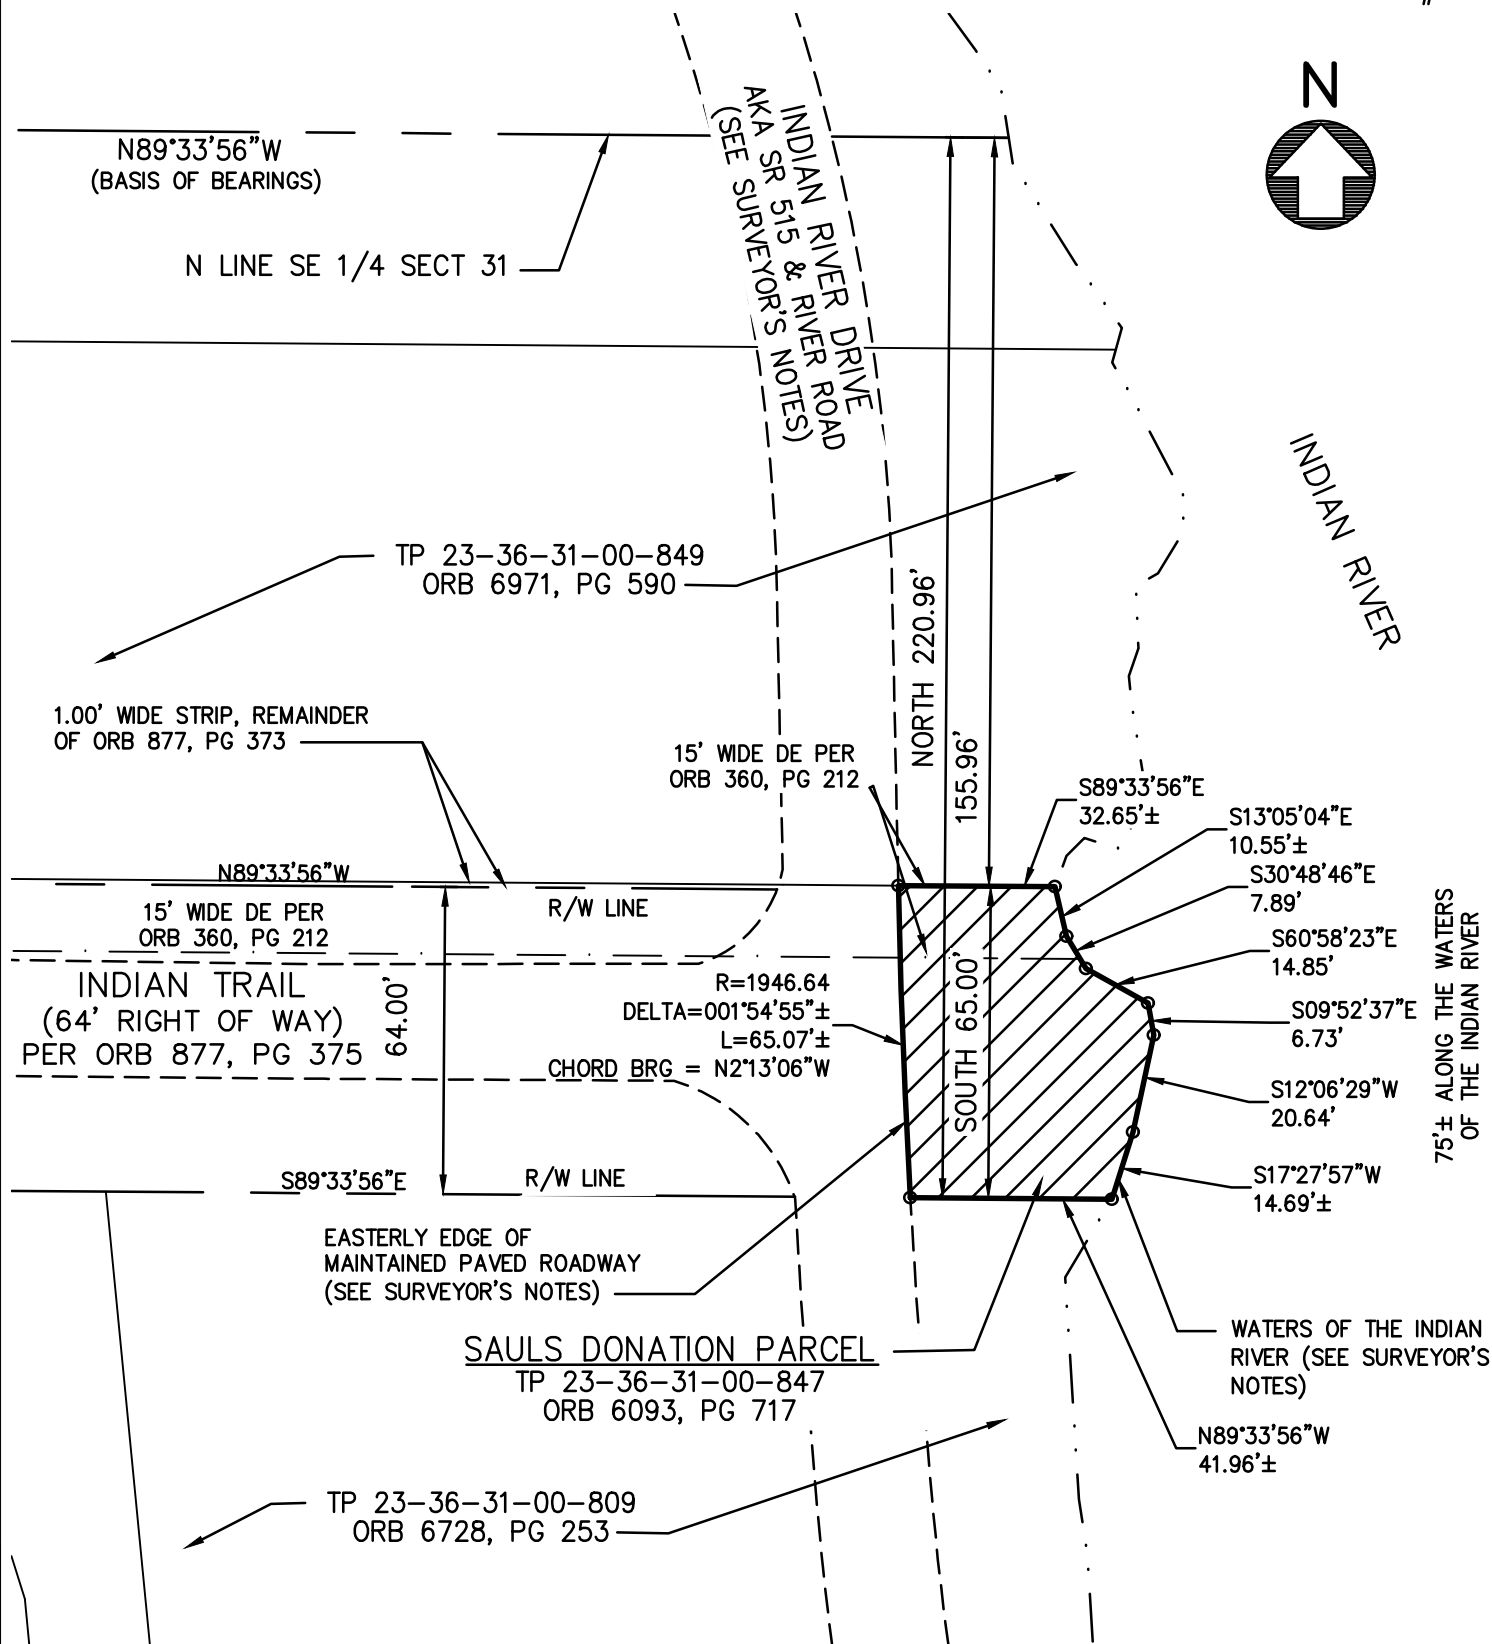 N
N89°33'56"W
(BASIS OF BEARINGS)
N LINE SE 1/4 SECT 31
INDIAN RIVER DRIVE
AKA SR 515 & RIVER ROAD
(SEE SURVEYOR'S NOTES)
INDIAN RIVER
TP 23-36-31-00-849
ORB 6971, PG 590
NORTH 220.96'
155.96'
1.00' WIDE STRIP, REMAINDER
OF ORB 877, PG 373
15' WIDE DE PER
ORB 360, PG 212
S89°33'56"E
32.65'±
S13°05'04"E
10.55'±
S30°48'46"E
7.89'
S60°58'23"E
14.85'
S09°52'37"E
6.73'
S12°06'29"W
20.64'
S17°27'57"W
14.69'±
75'± ALONG THE WATERS
OF THE INDIAN RIVER
N89°33'56"W
R/W LINE
15' WIDE DE PER
ORB 360, PG 212
INDIAN TRAIL
(64' RIGHT OF WAY)
PER ORB 877, PG 375
64.00'
R=1946.64
DELTA=001°54'55"±
L=65.07'±
CHORD BRG = N2°13'06"W
SOUTH 65.00'
S89°33'56"E
R/W LINE
EASTERLY EDGE OF
MAINTAINED PAVED ROADWAY
(SEE SURVEYOR'S NOTES)
SAULS DONATION PARCEL
TP 23-36-31-00-847
ORB 6093, PG 717
WATERS OF THE INDIAN
RIVER (SEE SURVEYOR'S
NOTES)
N89°33'56"W
41.96'±
TP 23-36-31-00-809
ORB 6728, PG 253